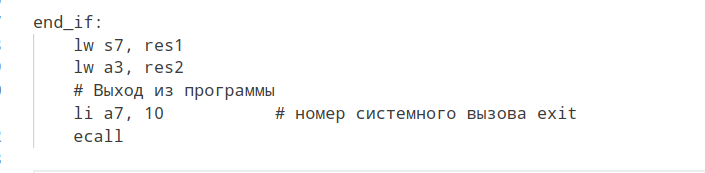 end_if:
    lw s7, res1
    lw a3, res2
    # Выход из программы
    li a7, 10           # номер системного вызова exit
    ecall